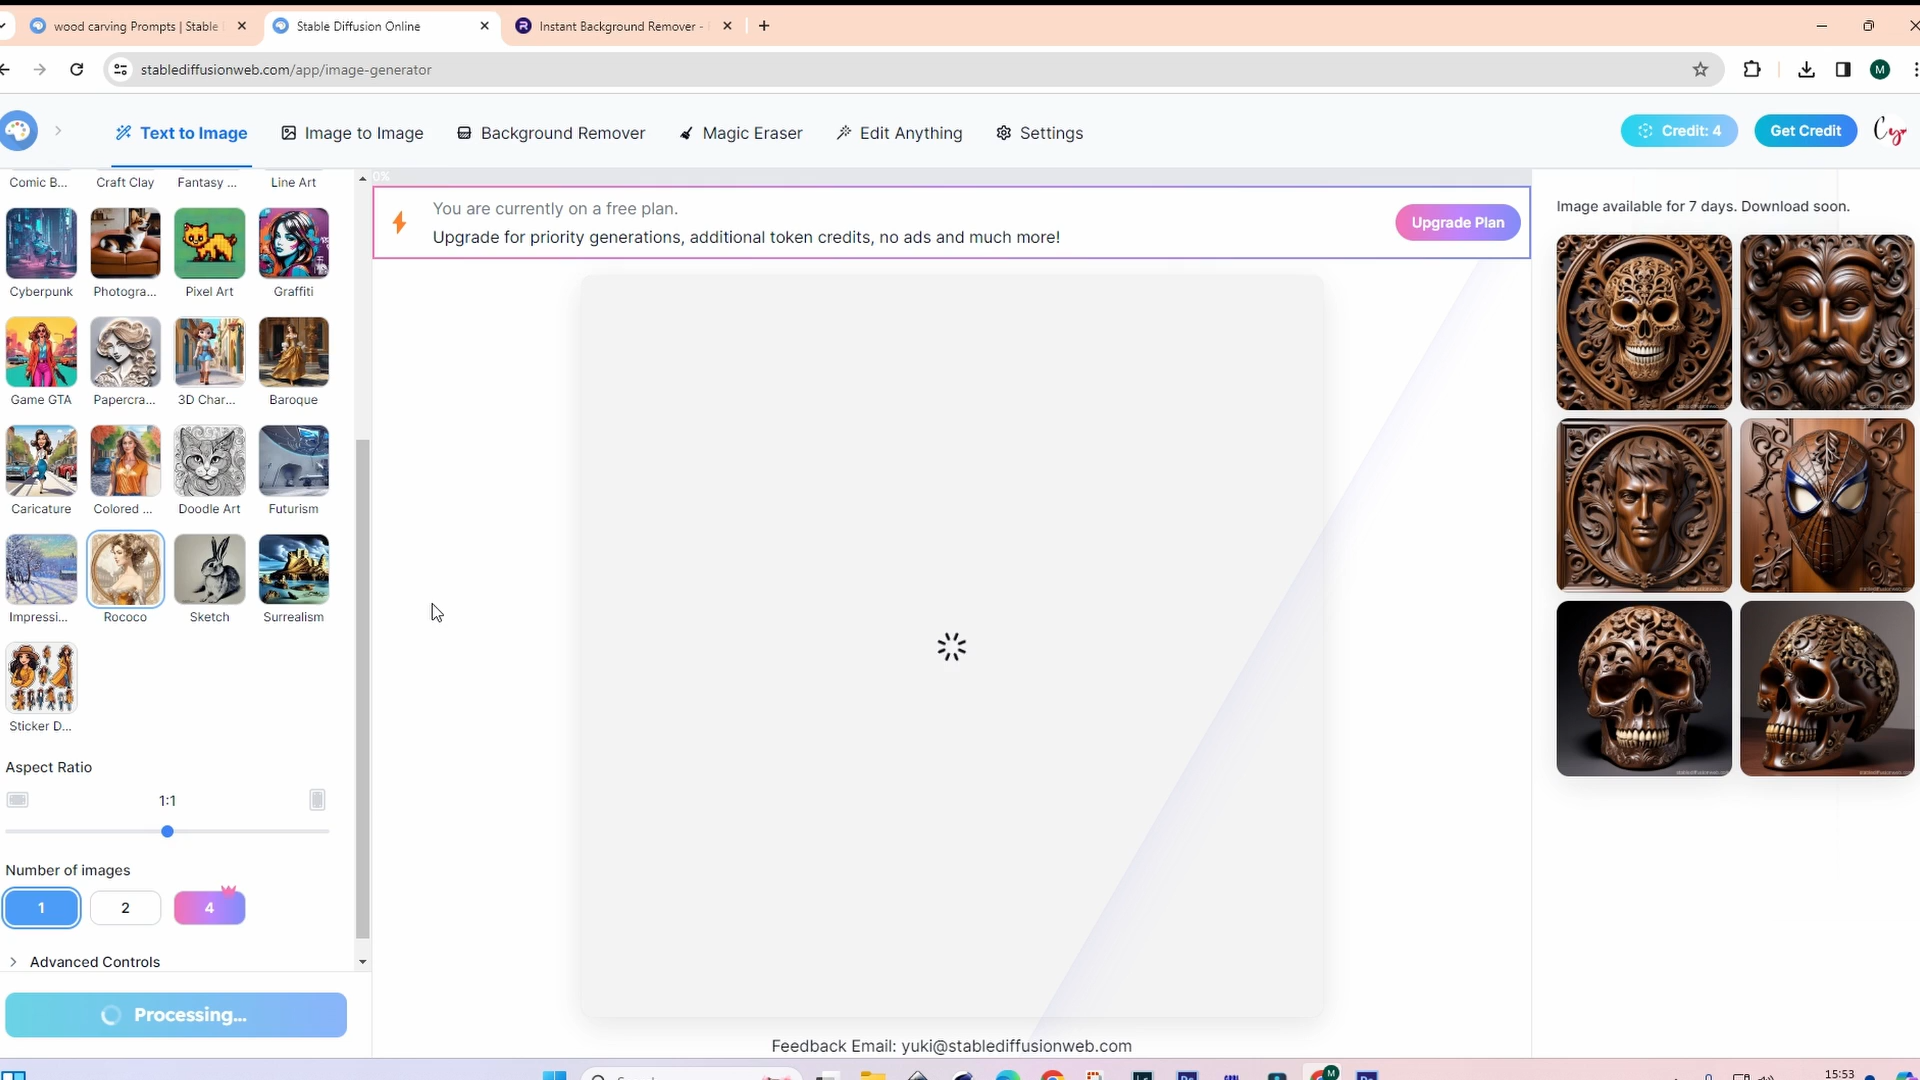 wood carving Prompts | Stable
Stable Diffusion Online
Instant Background Remover -
stablediffusionweb.com/app/image-generator
M
Text to Image
Image to Image
Background Remover
Magic Eraser
Edit Anything
Settings
Credit: 4
Get Credit
Cy
Comic B...
Craft Clay
Fantasy ...
Line Art
0%
You are currently on a free plan.
Upgrade for priority generations, additional token credits, no ads and much more!
Upgrade Plan
Image available for 7 days. Download soon.
Cyberpunk
Photogra...
Pixel Art
Graffiti
Game GTA
Papercra...
3D Char...
Baroque
Caricature
Colored ...
Doodle Art
Futurism
Impressi...
Rococo
Sketch
Surrealism
Sticker D...
Aspect Ratio
1:1
Number of images
1
2
4
Advanced Controls
Processing...
Feedback Email: yuki@stablediffusionweb.com
15:53